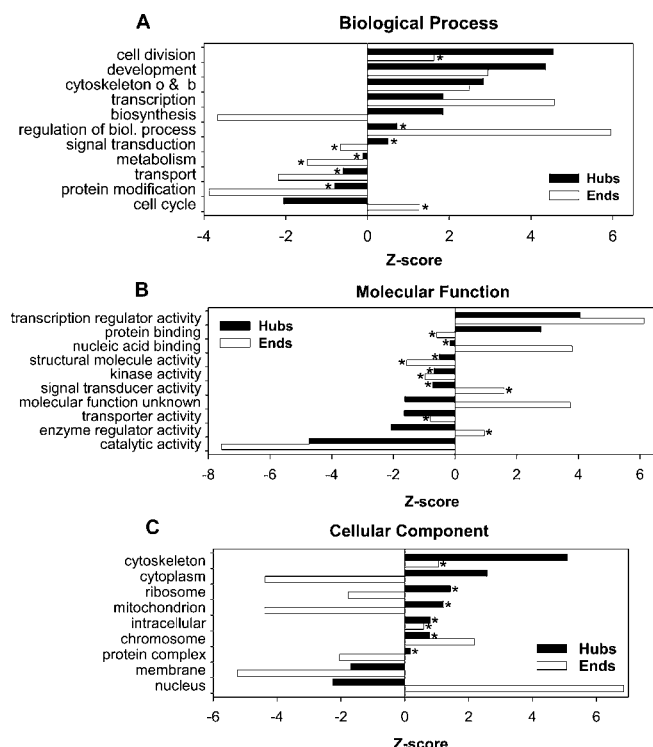 A
Biological Process
cell division
*
development
cytoskeleton o & b
transcription
biosynthesis
regulation of biol. process
*
signal transduction
* *
metabolism
* *
transport
*
protein modification
*
cell cycle
*
Hubs
Ends
-4 -2 0 2 4 6
Z-score
B
Molecular Function
transcription regulator activity
protein binding
*
nucleic acid binding
*
structural molecule activity
* *
kinase activity
* *
signal transducer activity
* *
molecular function unknown
transporter activity
*
enzyme regulator activity
*
catalytic activity
Hubs
Ends
-8 -6 -4 -2 0 2 4 6
Z-score
C
Cellular Component
cytoskeleton
*
cytoplasm
ribosome
*
mitochondrion
*
intracellular
*
*
chromosome
*
protein complex
*
membrane
nucleus
Hubs
Ends
-6 -4 -2 0 2 4 6
Z-score